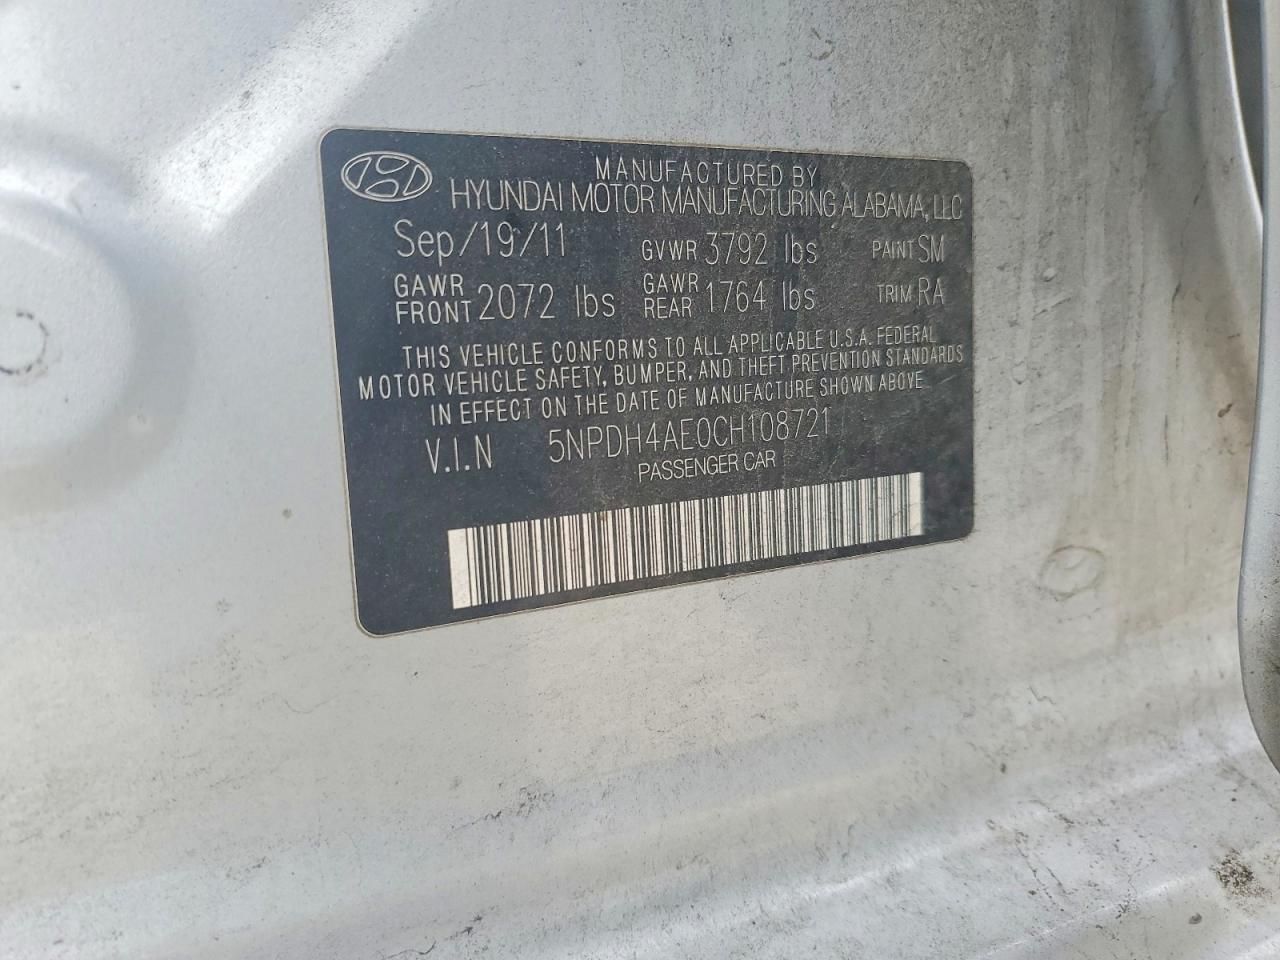 MANUFACTURED BY
HYUNDAI MOTOR MANUFACTURING ALABAMA, LLC
Sep/19/11 GVWR 3792 lbs PAINT SM
GAWR FRONT 2072 lbs GAWR REAR 1764 lbs TRIM RA
THIS VEHICLE CONFORMS TO ALL APPLICABLE U.S.A. FEDERAL
MOTOR VEHICLE SAFETY, BUMPER, AND THEFT PREVENTION STANDARDS
IN EFFECT ON THE DATE OF MANUFACTURE SHOWN ABOVE
V.I.N 5NPDH4AE0CH108721
PASSENGER CAR